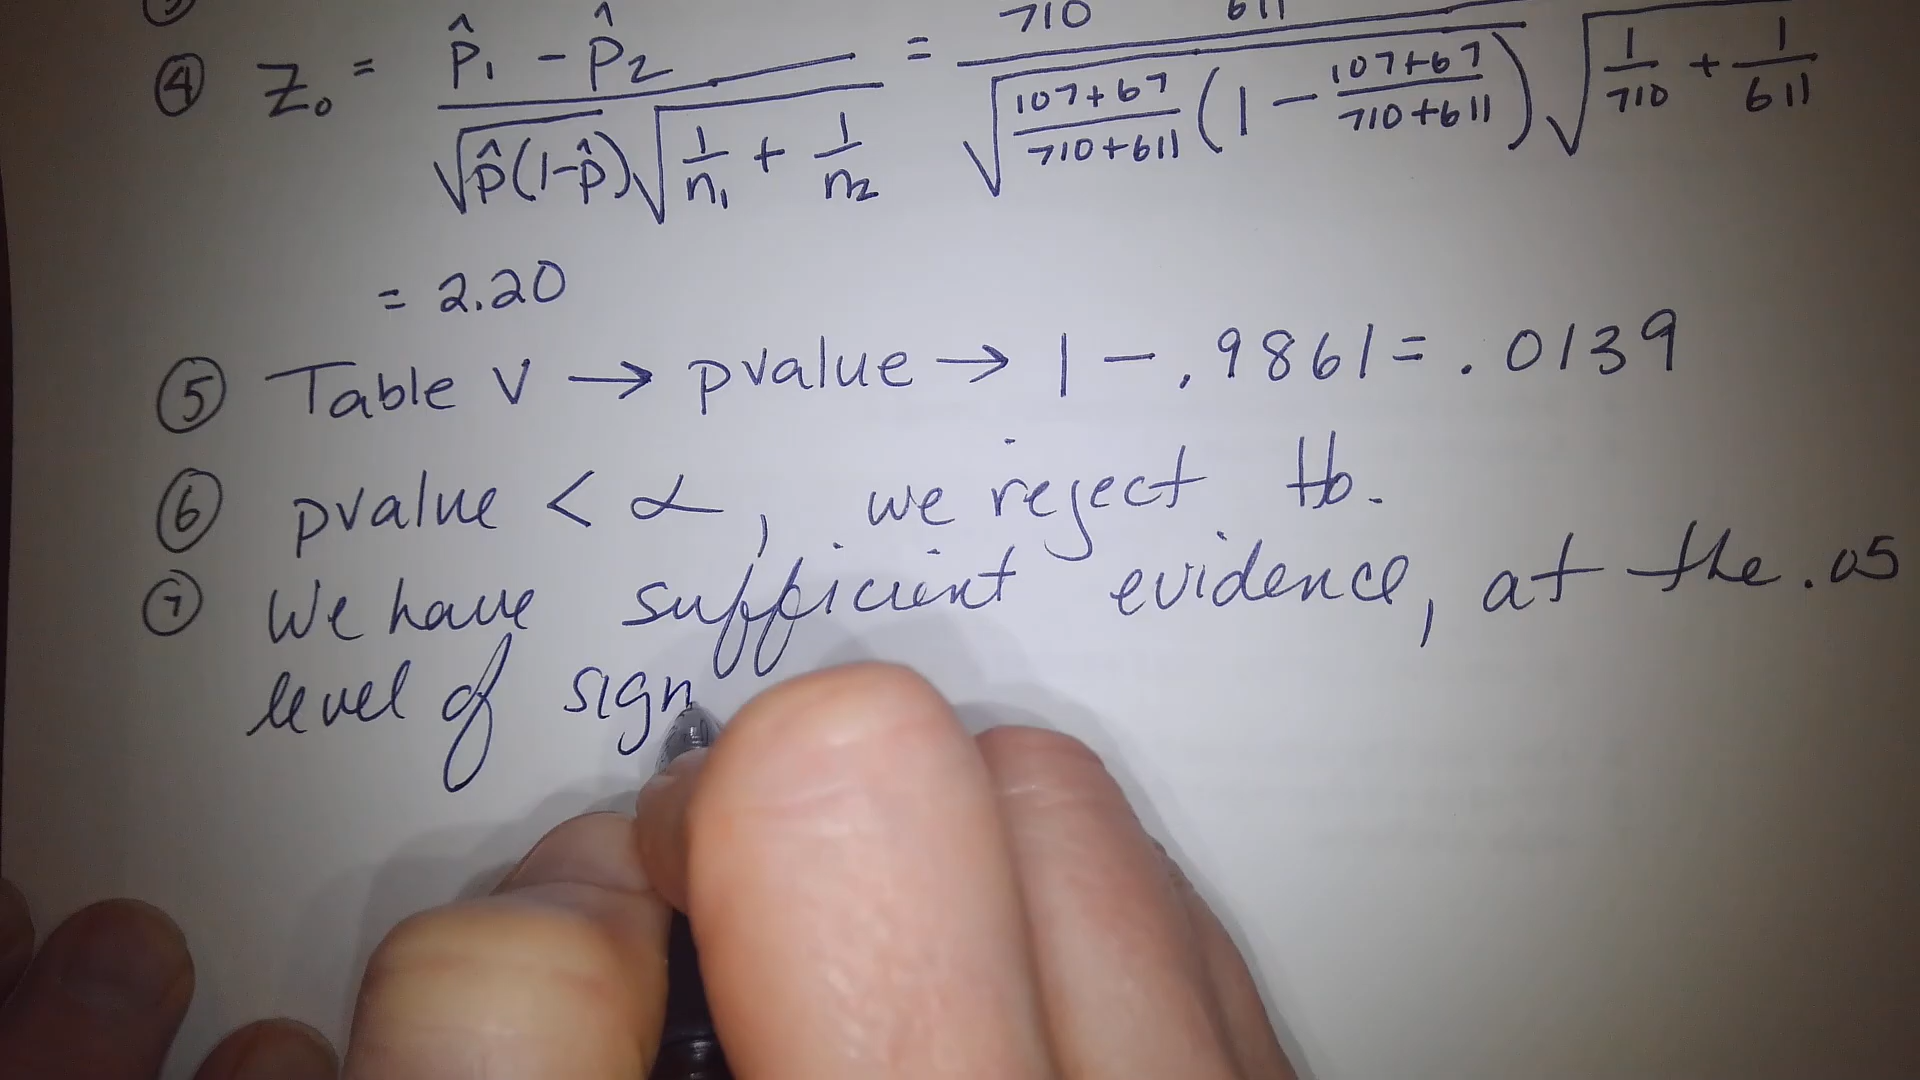 ④ Z₀ = p̂₁ - p̂₂ / √p̂(1-p̂) √(1/n₁ + 1/n₂) = 710 611 / √((107+67)/(710+611) (1 - (107+67)/(710+611))) √(1/710 + 1/611)
= 2.20
⑤ Table V → pvalue → 1 - .9861 = .0139
⑥ pvalue < α, we reject H₀.
⑦ We have sufficient evidence, at the .05
level of sign